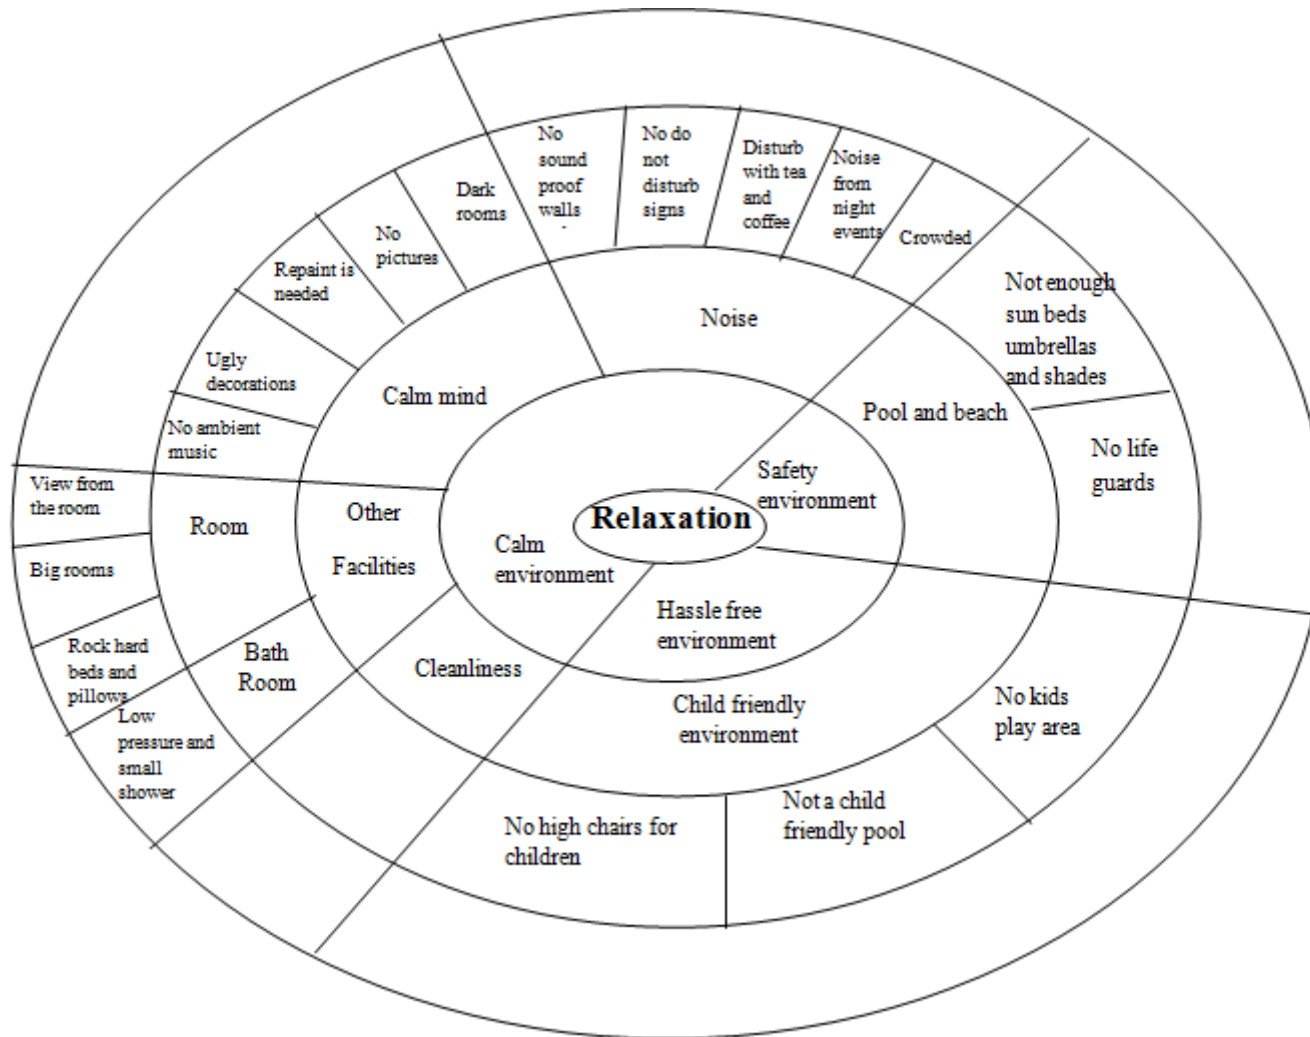 No
sound
proof
walls
No do
not
disturb
signs
Disturb
with tea
and
coffee
Noise
from
night
events
Crowded
Dark
rooms
No
pictures
Repaint is
needed
Ugly
decorations
No ambient
music
Noise
Calm mind
Pool and beach
Not enough
sun beds
umbrellas
and shades
No life
guards
Safety
environment
Relaxation
Calm
environment
Hassle free
environment
Other
Facilities
Room
View from
the room
Big rooms
Rock hard
beds and
pillows
Bath
Room
Low
pressure and
small
shower
Cleanliness
Child friendly
environment
No kids
play area
Not a child
friendly pool
No high chairs for
children